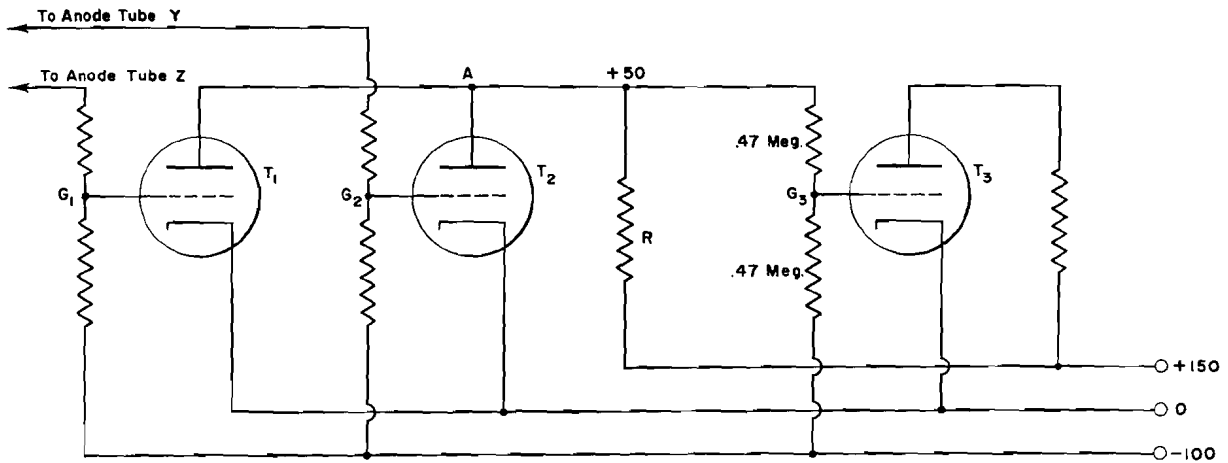 To Anode Tube Y
To Anode Tube Z
A
+50
.47 Meg.
T1
T2
T3
G1
G2
G3
R
.47 Meg.
+150
0
-100